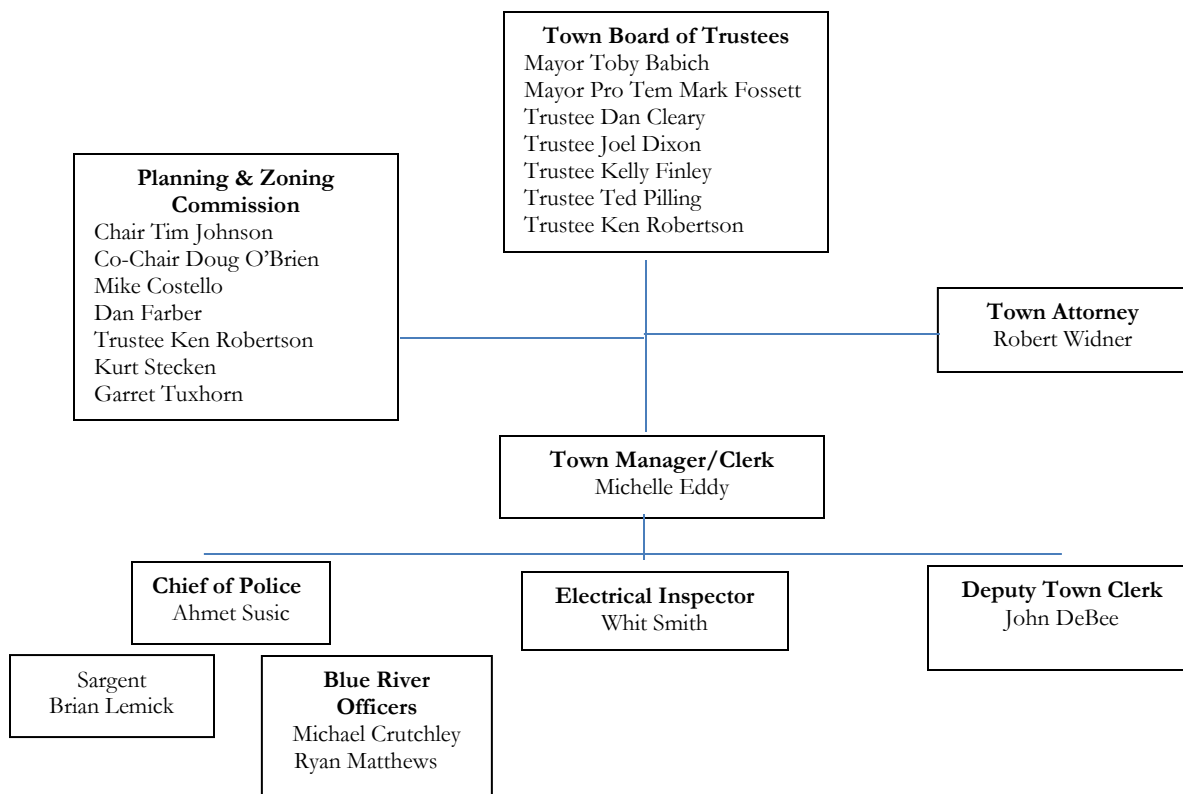 Town Board of Trustees
Mayor Toby Babich
Mayor Pro Tem Mark Fossett
Trustee Dan Cleary
Trustee Joel Dixon
Trustee Kelly Finley
Trustee Ted Pilling
Trustee Ken Robertson
Planning & Zoning
Commission
Chair Tim Johnson
Co-Chair Doug O’Brien
Mike Costello
Dan Farber
Trustee Ken Robertson
Kurt Stecken
Garret Tuxhorn
Town Attorney
Robert Widner
Town Manager/Clerk
Michelle Eddy
Chief of Police
Ahmet Susic
Electrical Inspector
Whit Smith
Deputy Town Clerk
John DeBee
Sargent
Brian Lemick
Blue River
Officers
Michael Crutchley
Ryan Matthews